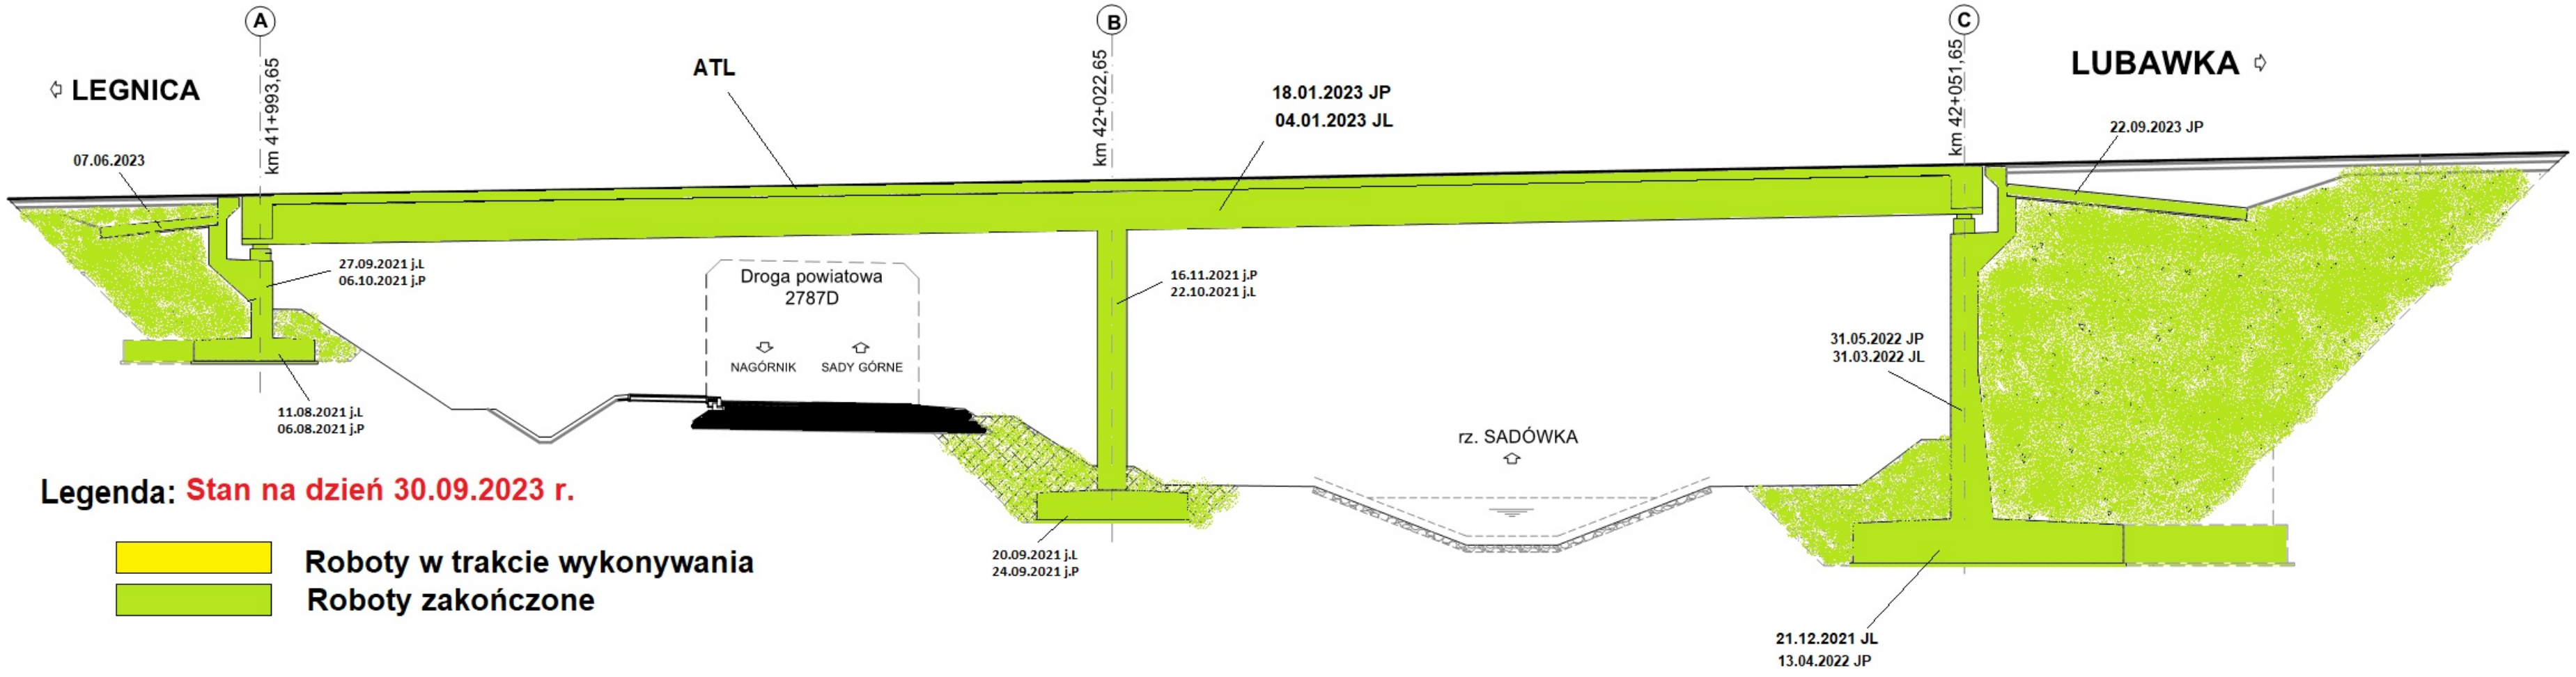 A
B
C
km 41+993,65
km 42+022,65
km 42+051,65
LEGNICA
ATL
LUBAWKA
18.01.2023 JP
04.01.2023 JL
22.09.2023 JP
07.06.2023
27.09.2021 j.L
06.10.2021 j.P
Droga powiatowa
2787D
NAGÓRNIK
SADY GÓRNE
16.11.2021 j.P
22.10.2021 j.L
31.05.2022 JP
31.03.2022 JL
11.08.2021 j.L
06.08.2021 j.P
rz. SADÓWKA
20.09.2021 j.L
24.09.2021 j.P
21.12.2021 JL
13.04.2022 JP
Legenda: Stan na dzień 30.09.2023 r.
Roboty w trakcie wykonywania
Roboty zakończone